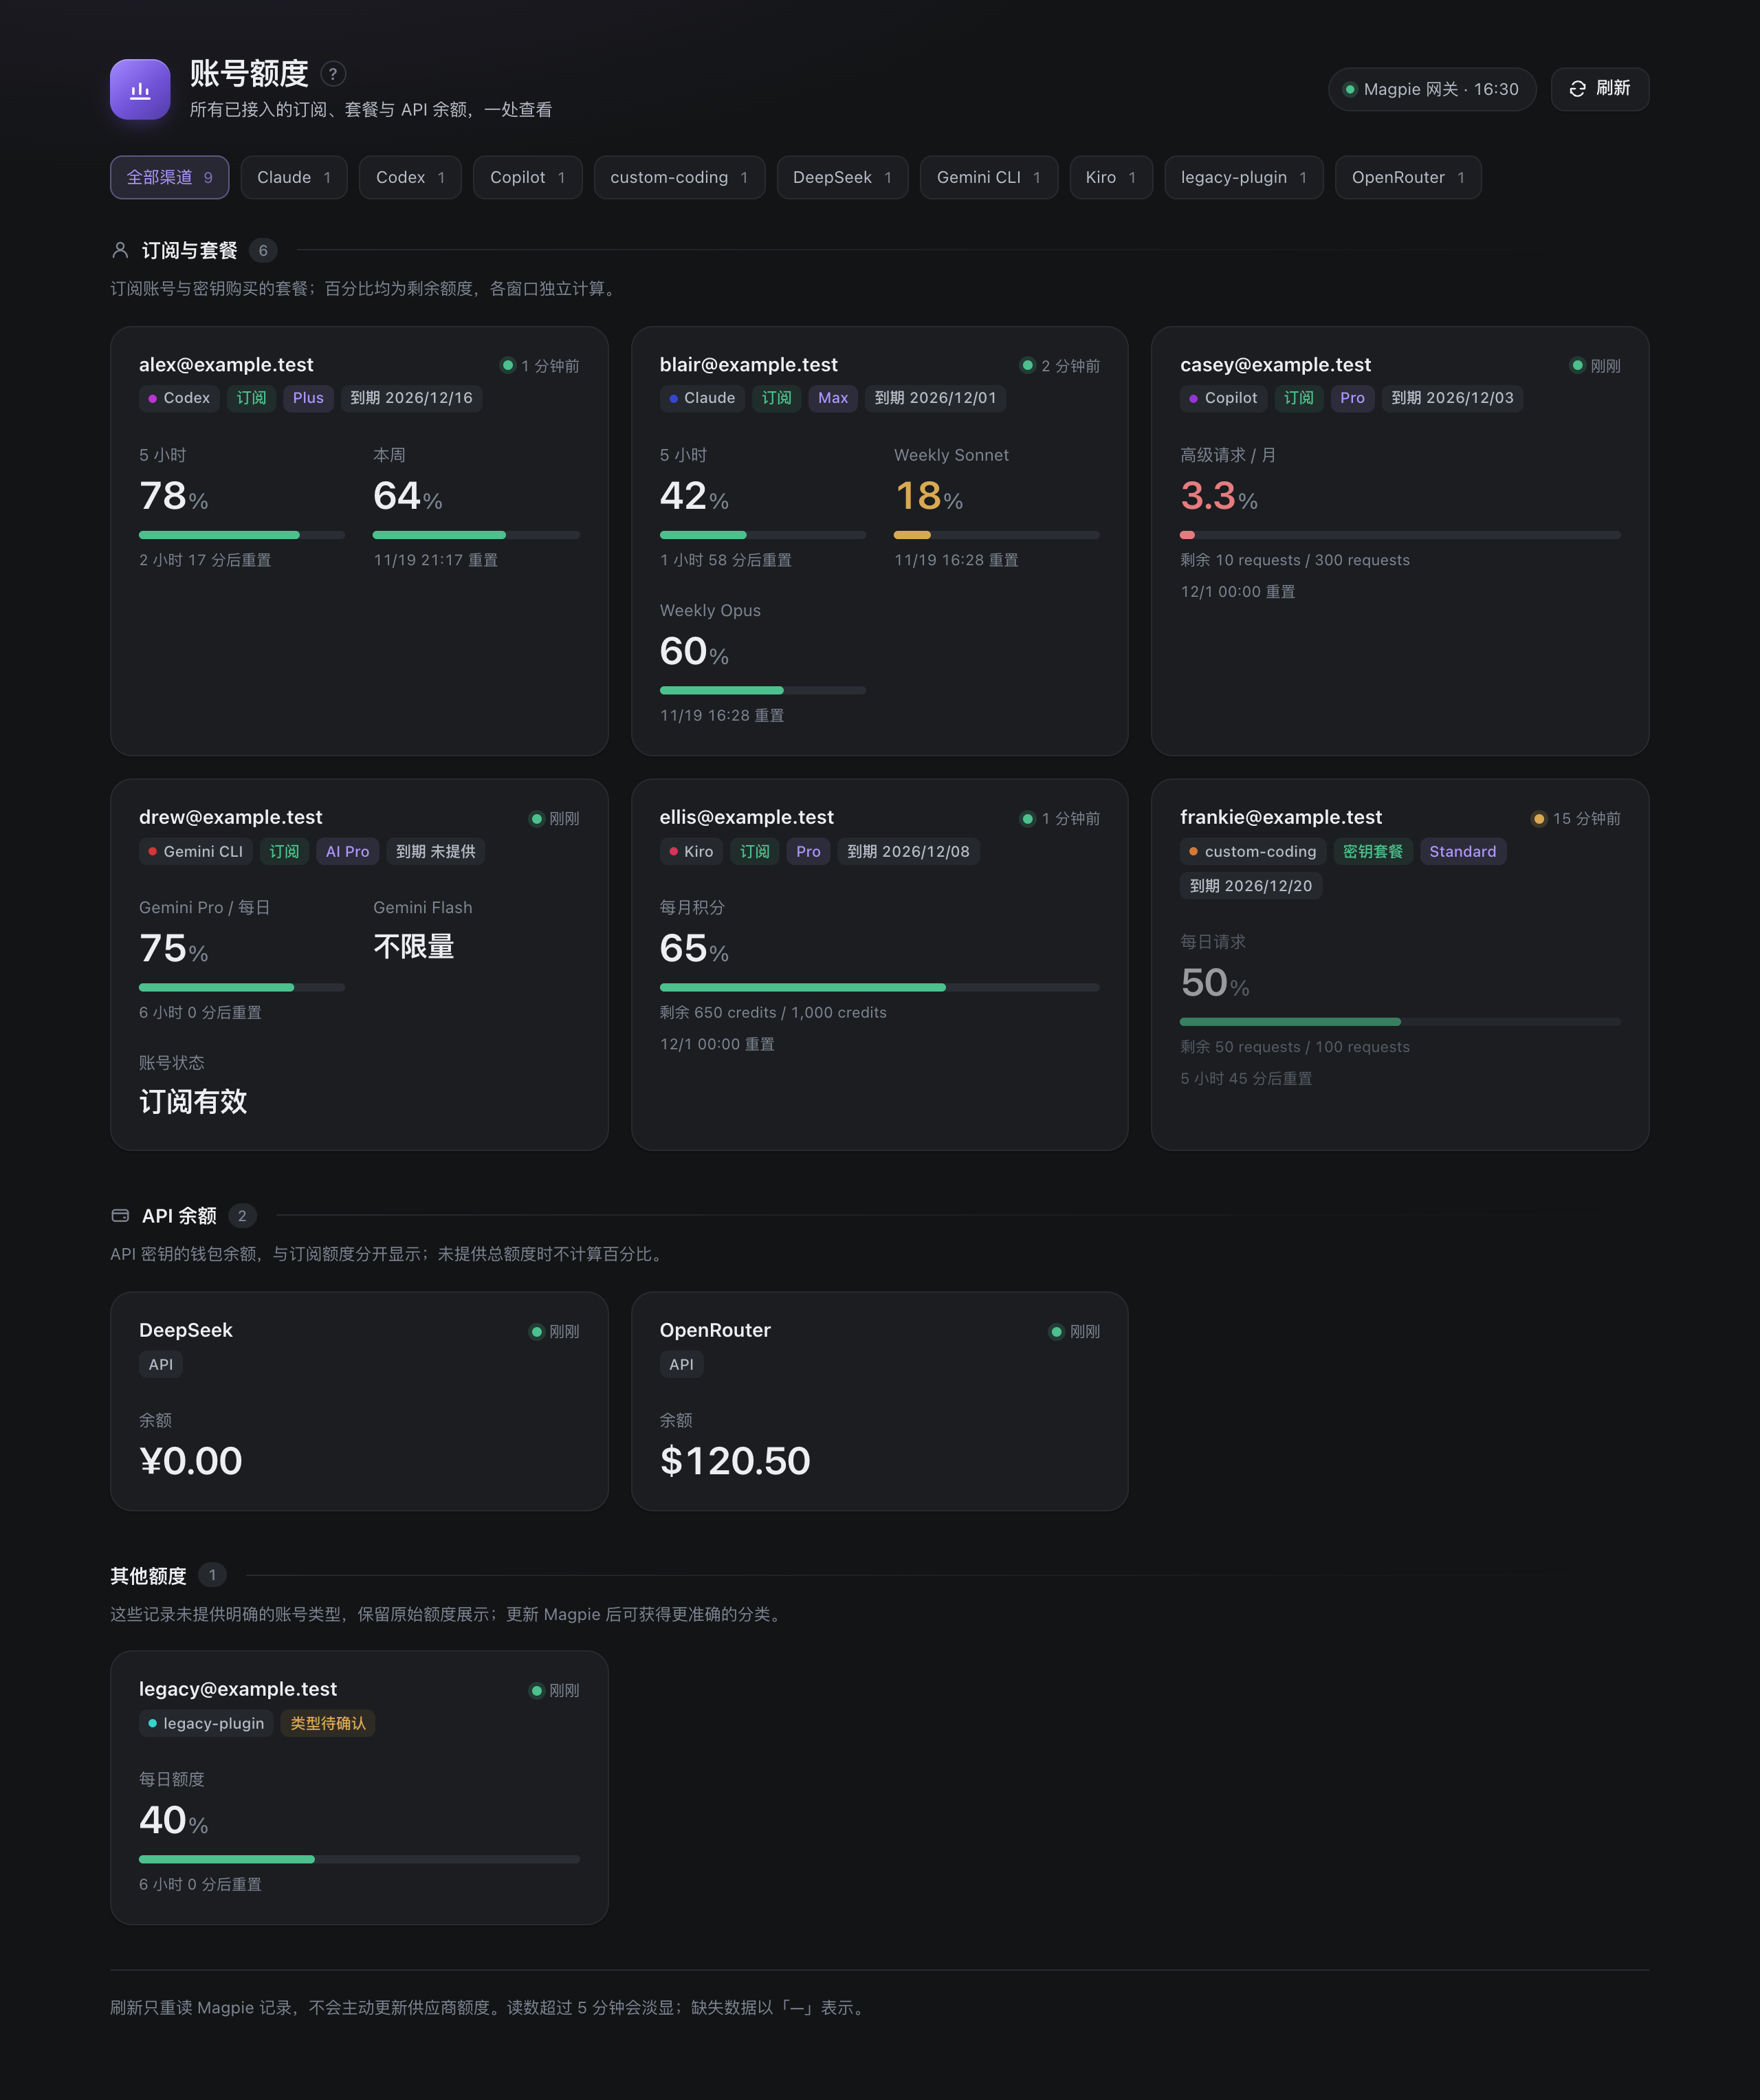 账号额度 ?
所有已接入的订阅、套餐与 API 余额，一处查看
Magpie 网关 · 16:30
刷新
全部渠道 9
Claude 1
Codex 1
Copilot 1
custom-coding 1
DeepSeek 1
Gemini CLI 1
Kiro 1
legacy-plugin 1
OpenRouter 1
订阅与套餐 6
订阅账号与密钥购买的套餐；百分比均为剩余额度，各窗口独立计算。
alex@example.test
1 分钟前
Codex 订阅 Plus 到期 2026/12/16
5 小时
78%
2 小时 17 分后重置
本周
64%
11/19 21:17 重置
blair@example.test
2 分钟前
Claude 订阅 Max 到期 2026/12/01
5 小时
42%
1 小时 58 分后重置
Weekly Sonnet
18%
11/19 16:28 重置
Weekly Opus
60%
11/19 16:28 重置
casey@example.test
刚刚
Copilot 订阅 Pro 到期 2026/12/03
高级请求 / 月
3.3%
剩余 10 requests / 300 requests
12/1 00:00 重置
drew@example.test
刚刚
Gemini CLI 订阅 AI Pro 到期 未提供
Gemini Pro / 每日
75%
6 小时 0 分后重置
Gemini Flash
不限量
账号状态
订阅有效
ellis@example.test
1 分钟前
Kiro 订阅 Pro 到期 2026/12/08
每月积分
65%
剩余 650 credits / 1,000 credits
12/1 00:00 重置
frankie@example.test
15 分钟前
custom-coding 密钥套餐 Standard
到期 2026/12/20
每日请求
50%
剩余 50 requests / 100 requests
5 小时 45 分后重置
API 余额 2
API 密钥的钱包余额，与订阅额度分开显示；未提供总额度时不计算百分比。
DeepSeek
刚刚
API
余额
¥0.00
OpenRouter
刚刚
API
余额
$120.50
其他额度 1
这些记录未提供明确的账号类型，保留原始额度展示；更新 Magpie 后可获得更准确的分类。
legacy@example.test
刚刚
legacy-plugin 类型待确认
每日额度
40%
6 小时 0 分后重置
刷新只重读 Magpie 记录，不会主动更新供应商额度。读数超过 5 分钟会淡显；缺失数据以「—」表示。